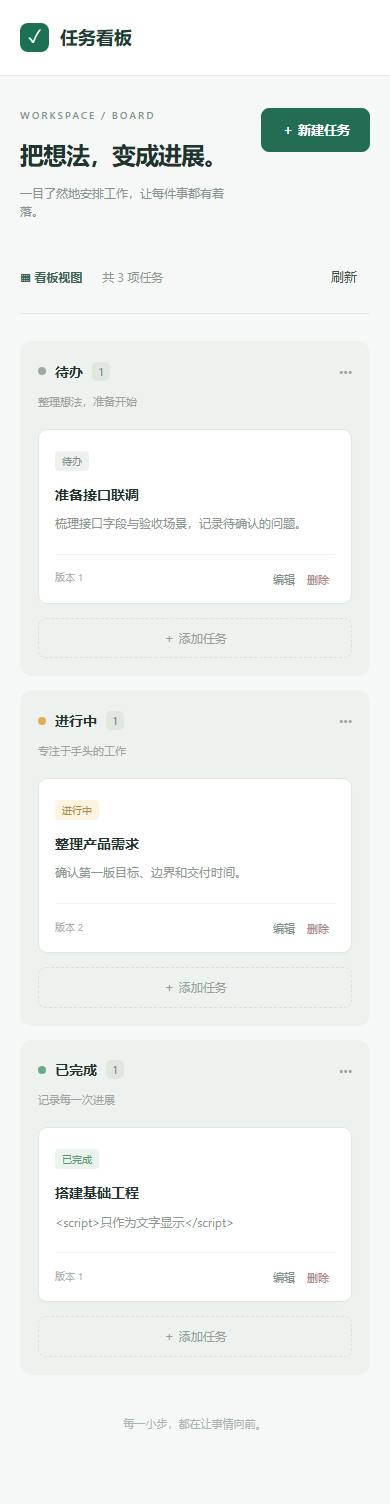 任务看板
WORKSPACE / BOARD
把想法，变成进展。
+ 新建任务
一目了然地安排工作，让每件事都有着
落。
看板视图 共 3 项任务 刷新
待办 1 •••
整理想法，准备开始
待办
准备接口联调
梳理接口字段与验收场景，记录待确认的问题。
版本 1 编辑 删除
+ 添加任务
进行中 1 •••
专注于手头的工作
进行中
整理产品需求
确认第一版目标、边界和交付时间。
版本 2 编辑 删除
+ 添加任务
已完成 1 •••
记录每一次进展
已完成
搭建基础工程
<script>只作为文字显示</script>
版本 1 编辑 删除
+ 添加任务
每一小步，都在让事情向前。